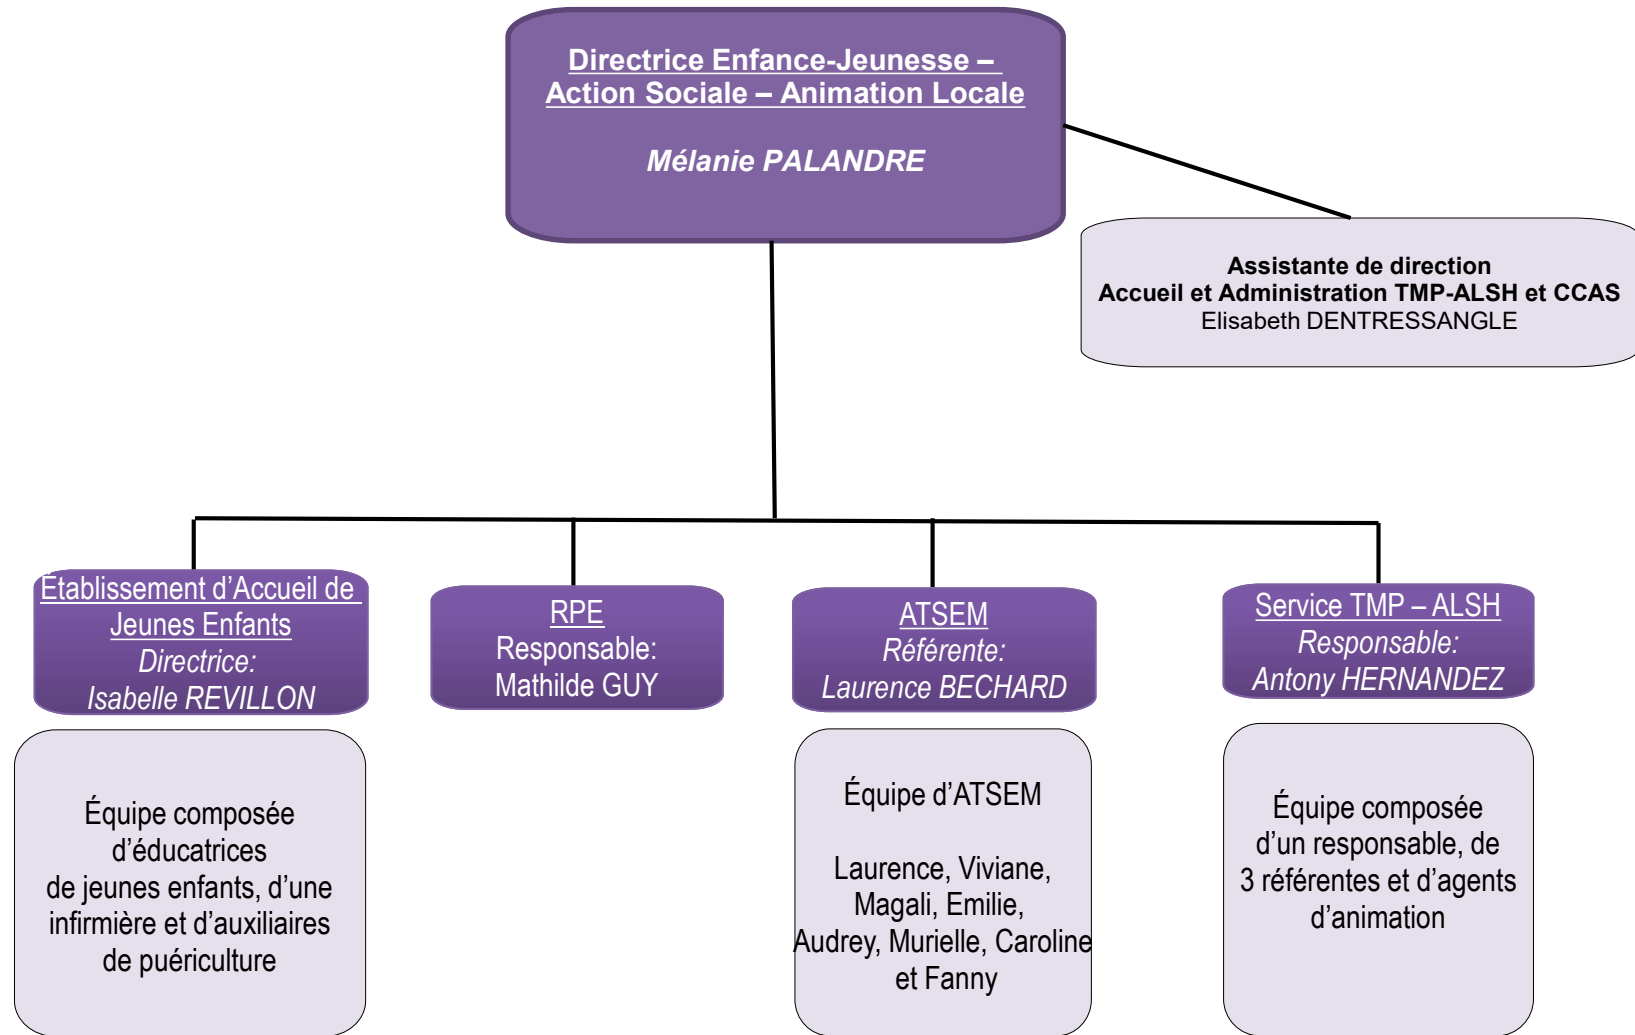 Directrice Enfance-Jeunesse –
Action Sociale – Animation Locale
Mélanie PALANDRE
Assistante de direction
Accueil et Administration TMP-ALSH et CCAS
Elisabeth DENTRESSANGLE
Établissement d’Accueil de
Jeunes Enfants
Directrice:
Isabelle REVILLON
RPE
Responsable:
Mathilde GUY
ATSEM
Référente:
Laurence BECHARD
Service TMP – ALSH
Responsable:
Antony HERNANDEZ
Équipe composée
d’éducatrices
de jeunes enfants, d’une
infirmière et d’auxiliaires
de puériculture
Équipe d’ATSEM
Laurence, Viviane,
Magali, Emilie,
Audrey, Murielle, Caroline
et Fanny
Équipe composée
d’un responsable, de
3 référentes et d’agents
d’animation